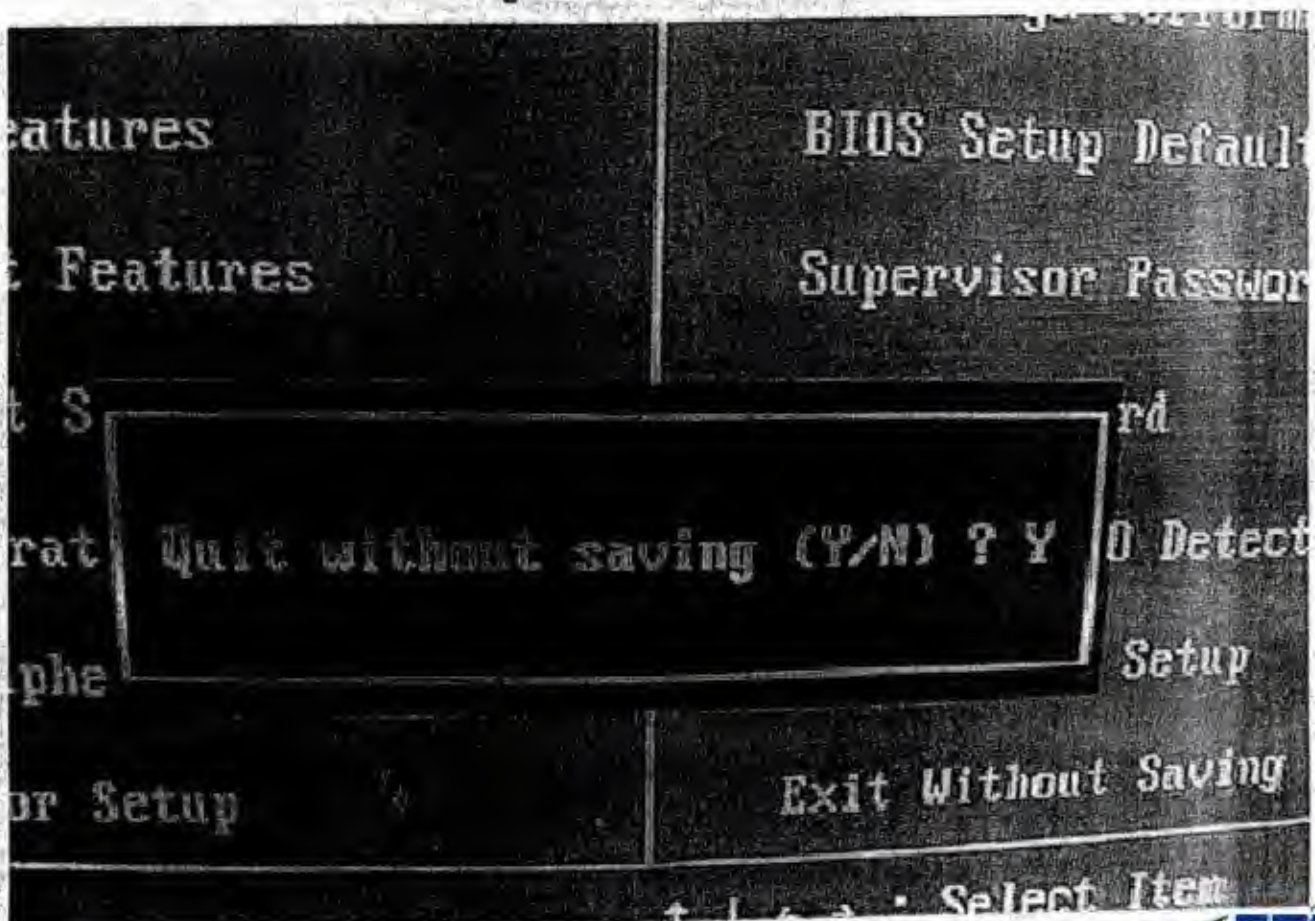 eatures
BIOS Setup Defaul
t Features
Supervisor Passwor
t S
rd
rat
Quit without saving (Y/N) ? Y
D Detect
phe
Setup
or Setup
Exit Without Saving
: Select Item